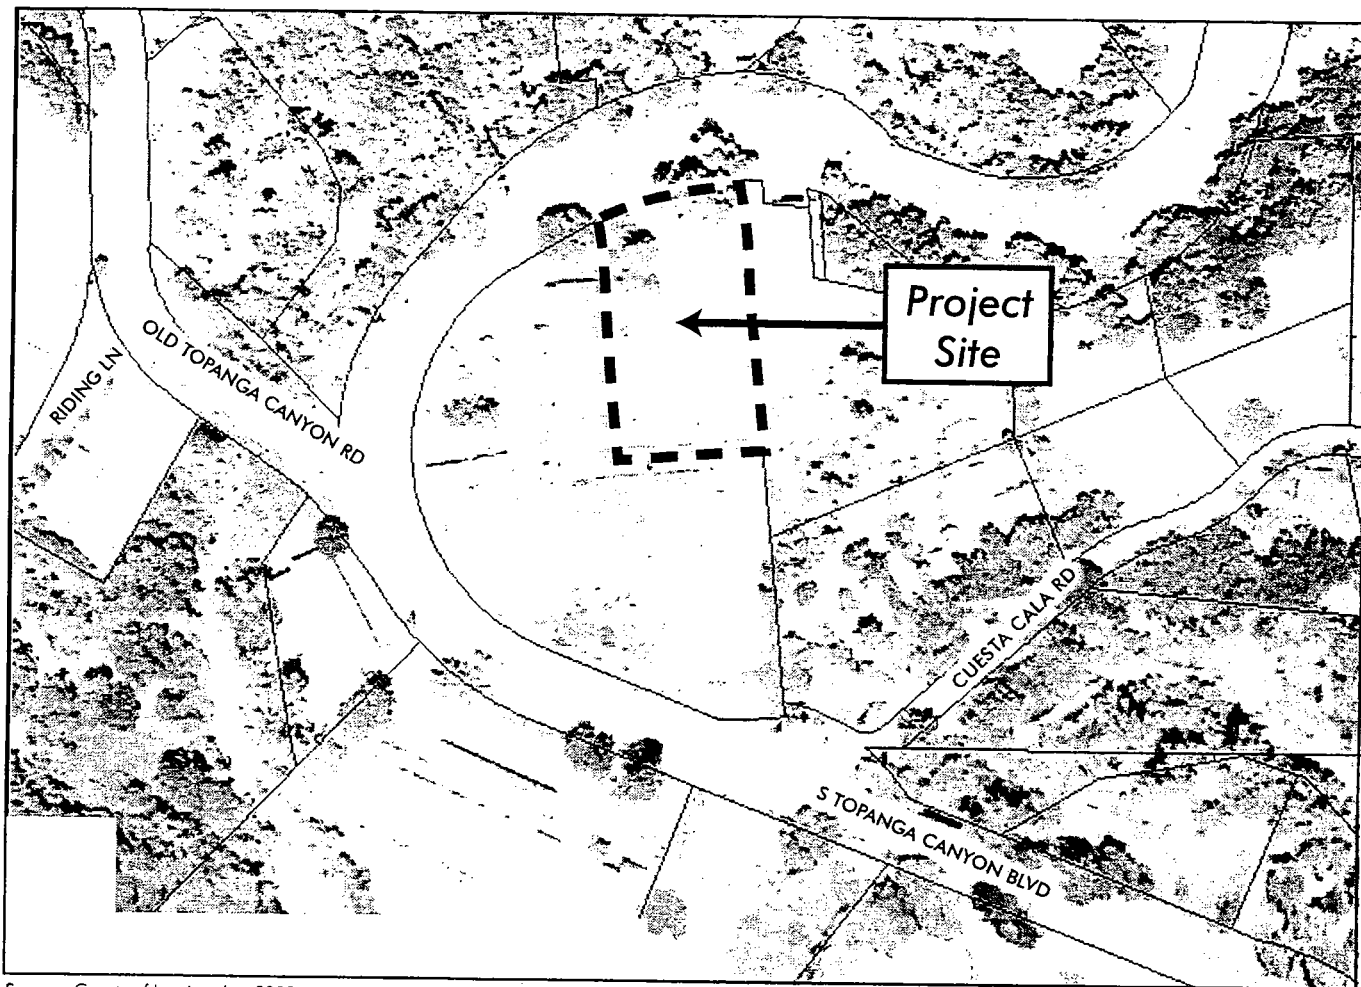 OLD TOPANGA CANYON RD
RIDING LN
Project
Site
CUESTA CALA RD
S TOPANGA CANYON BLVD